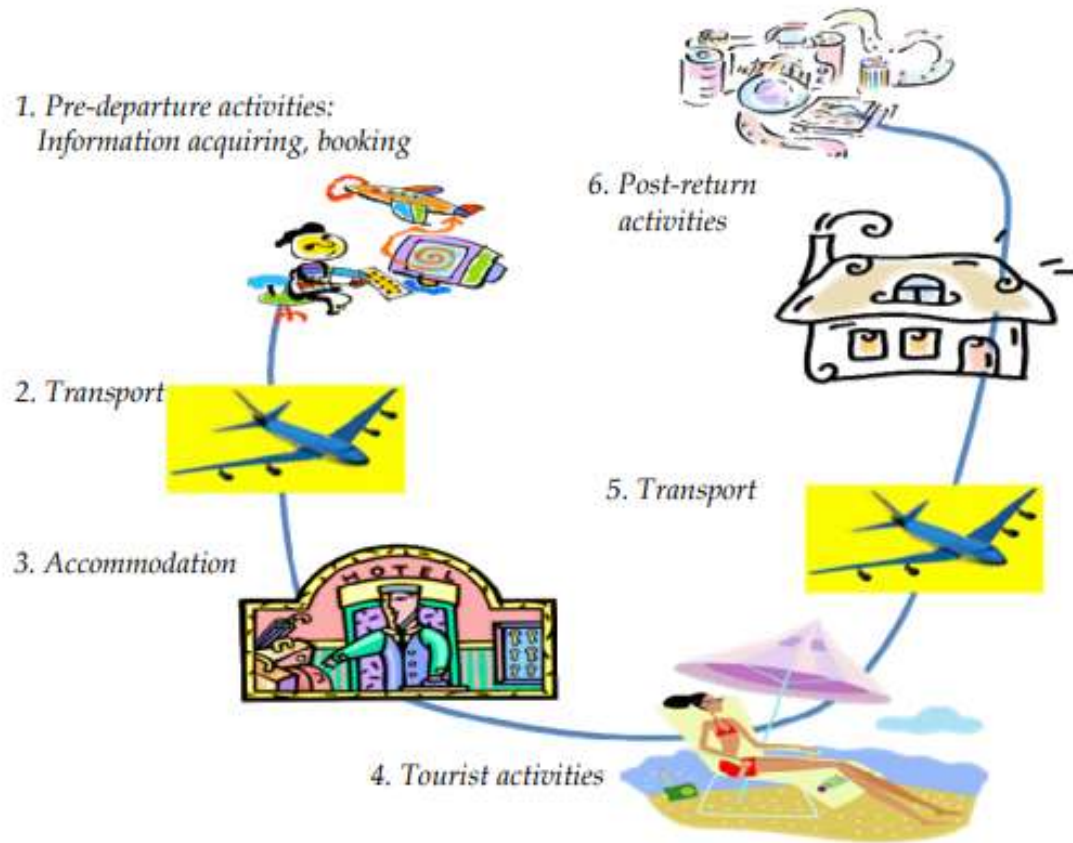 1. Pre-departure activities:
Information acquiring, booking
2. Transport
3. Accommodation
HOTEL
4. Tourist activities
5. Transport
6. Post-return
activities